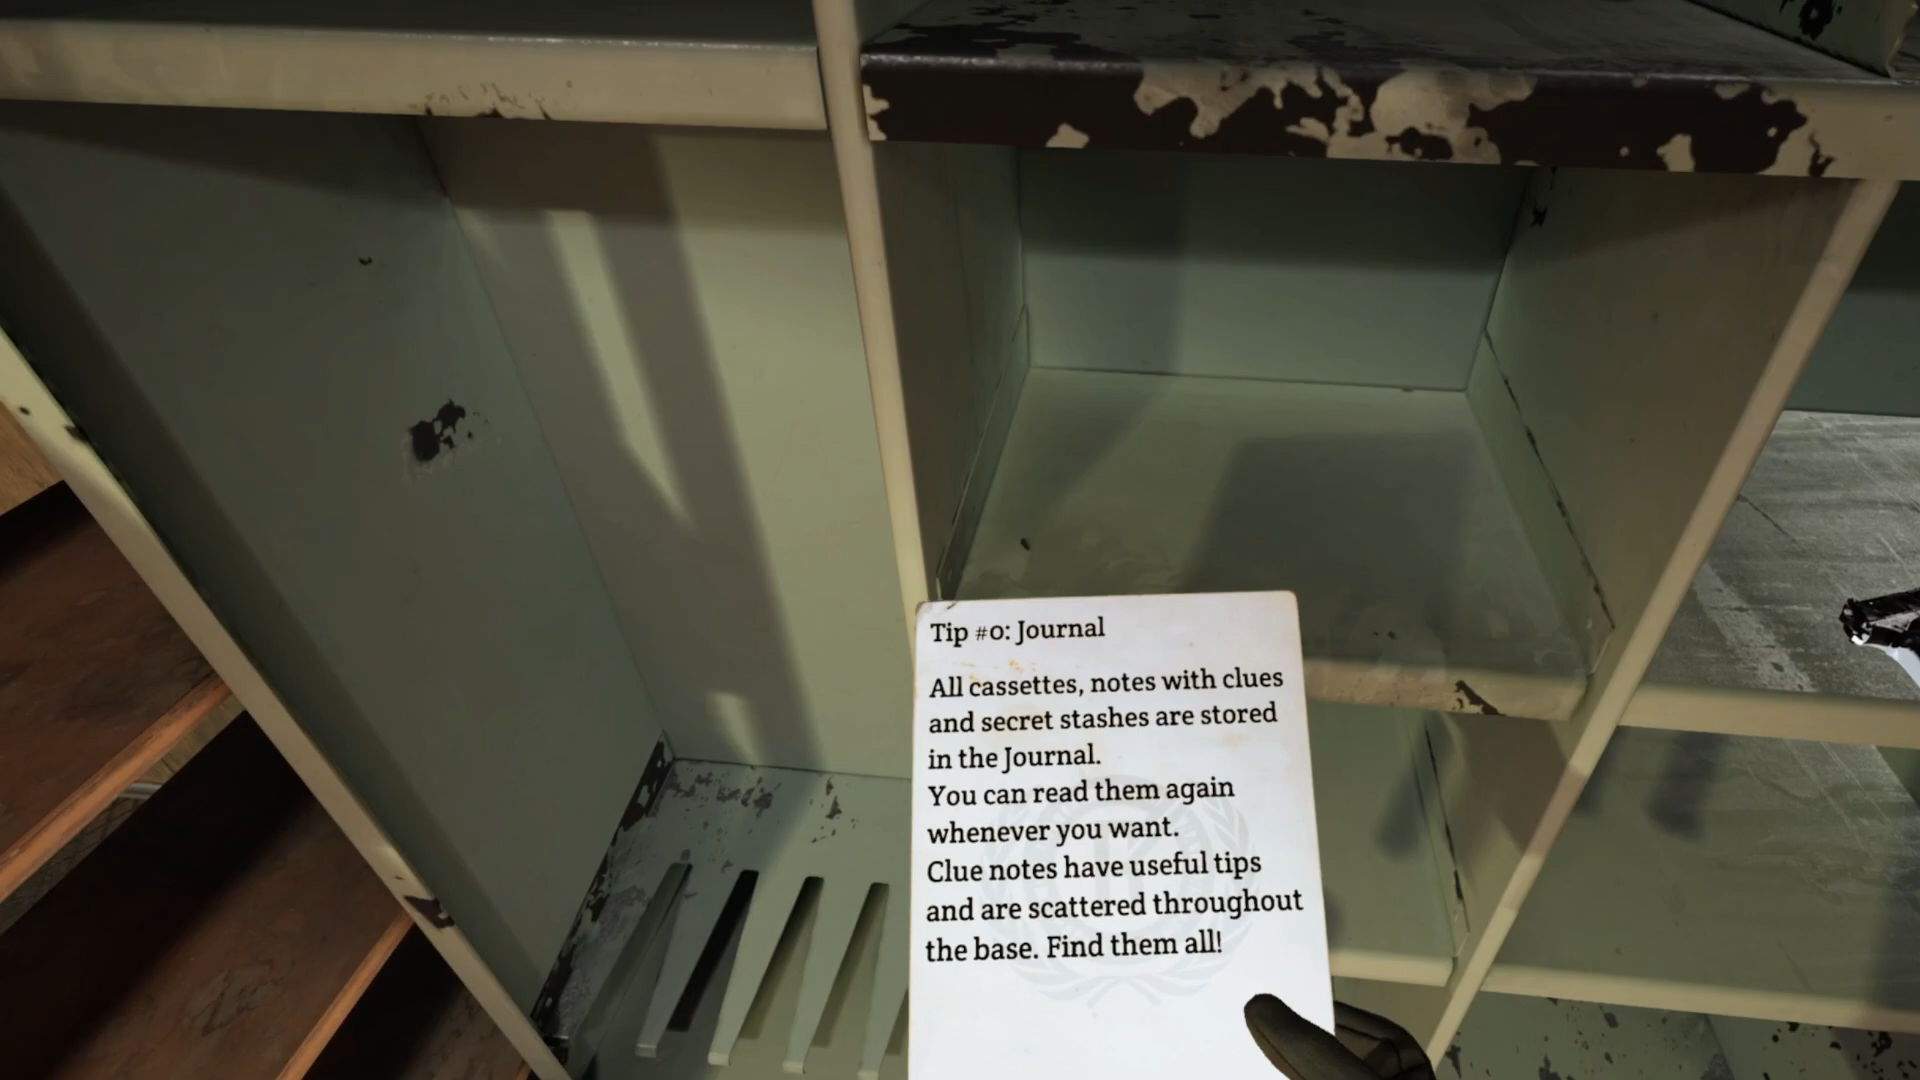 Tip #0: Journal
All cassettes, notes with clues
and secret stashes are stored
in the Journal.
You can read them again
whenever you want.
Clue notes have useful tips
and are scattered throughout
the base. Find them all!